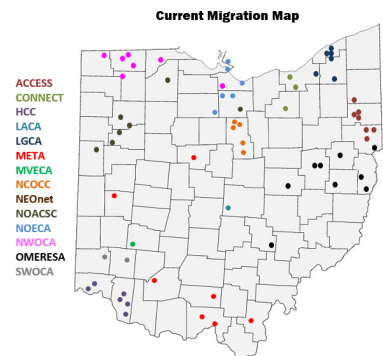 Current Migration Map
ACCESS
CONNECT
HCC
LACA
LGCA
META
MVECA
NCOCC
NEOnet
NOACSC
NOECA
NWOCA
OMERESA
SWOCA